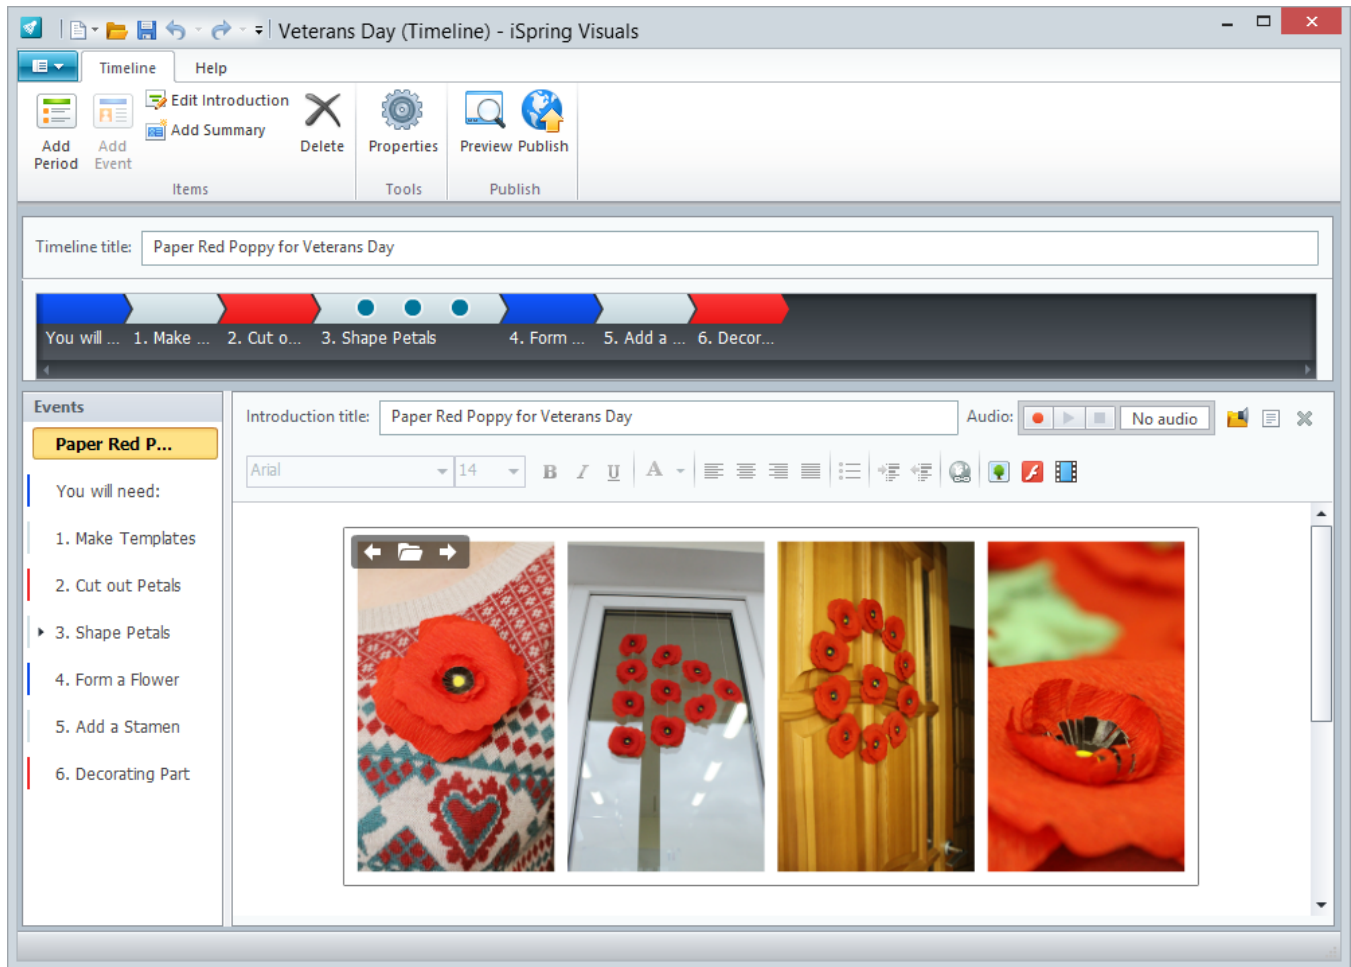 Veterans Day (Timeline) - iSpring Visuals
Timeline Help
Add Period
Add Event
Edit Introduction
Add Summary
Delete
Properties
Preview Publish
Items Tools Publish
Timeline title: Paper Red Poppy for Veterans Day
You will ... 1. Make ... 2. Cut o... 3. Shape Petals 4. Form ... 5. Add a ... 6. Decor...
Events
Introduction title: Paper Red Poppy for Veterans Day Audio: No audio
Paper Red P...
Arial 14 B I U A
You will need:
1. Make Templates
2. Cut out Petals
3. Shape Petals
4. Form a Flower
5. Add a Stamen
6. Decorating Part